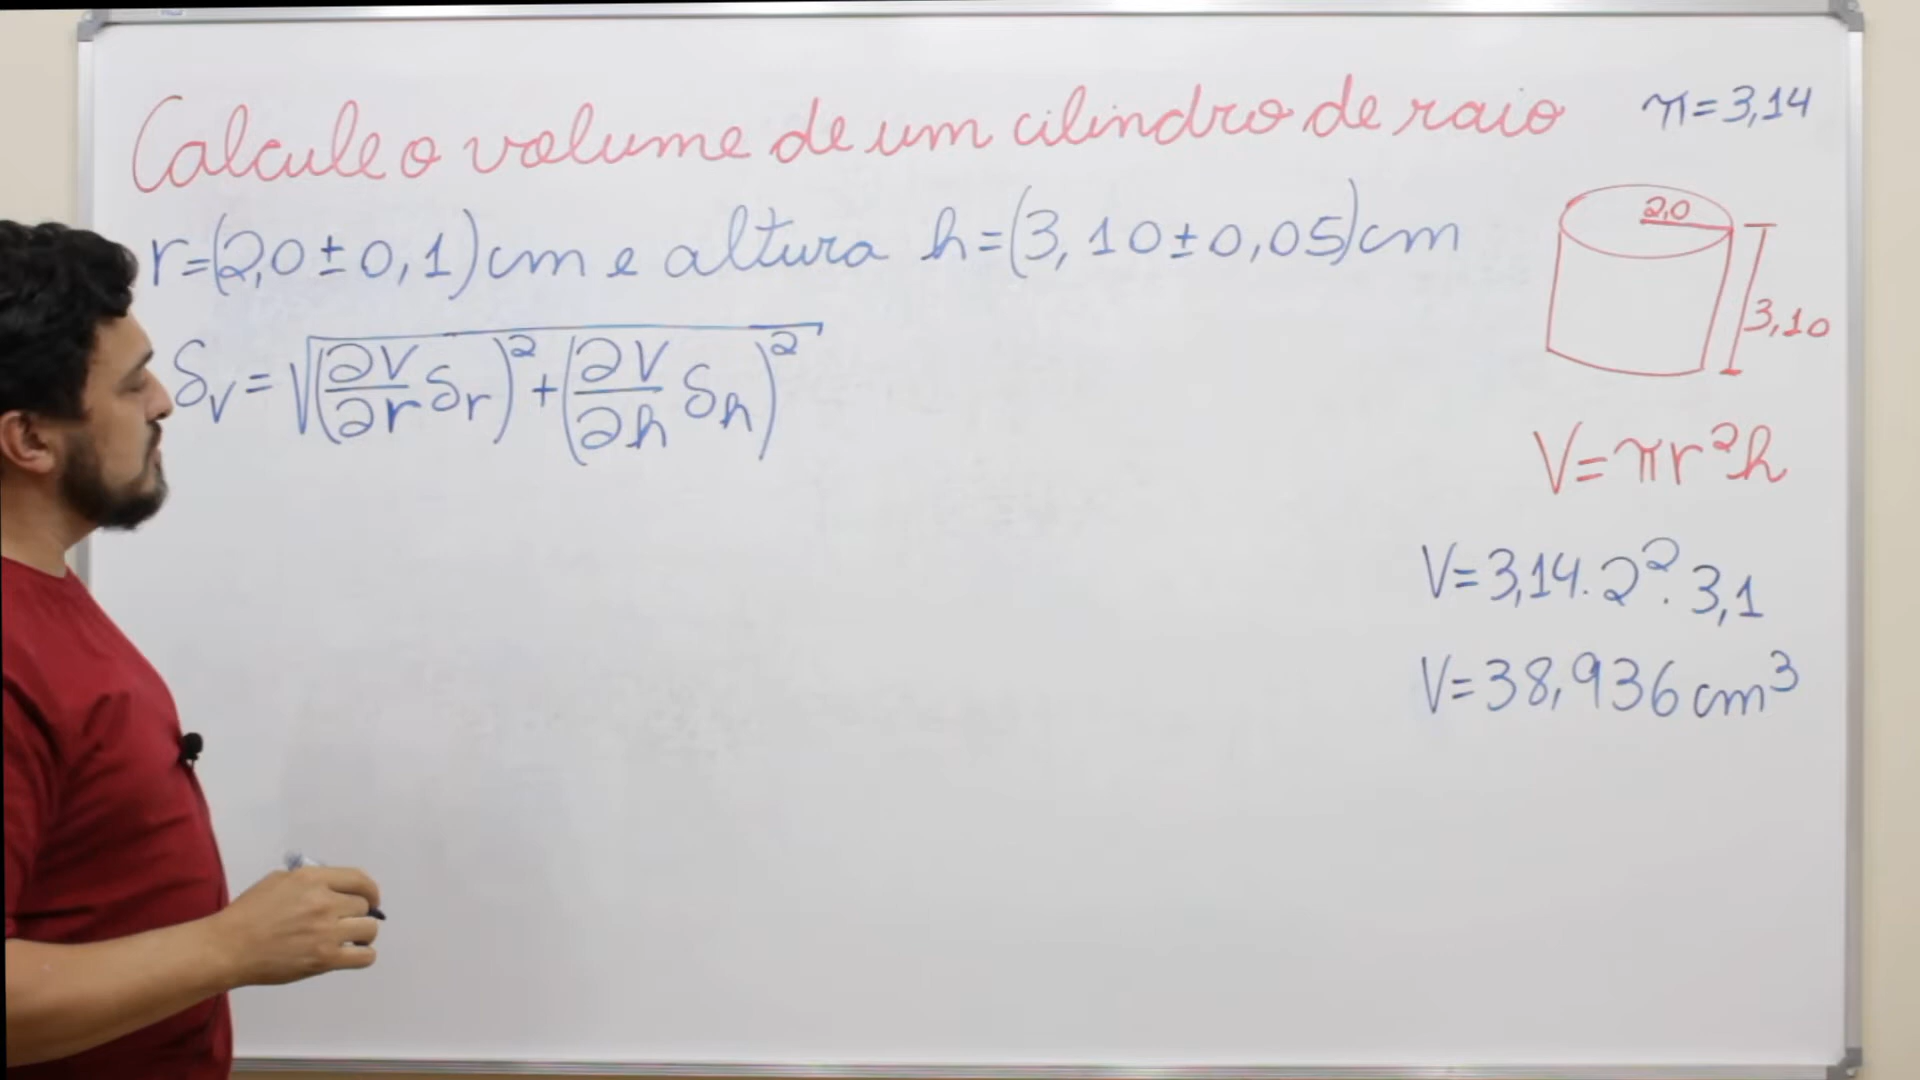 Calcule o volume de um cilindro de raio
r=(2,0±0,1)cm e altura h=(3,10±0,05)cm
δv=√(∂V/∂r δr)²+(∂V/∂h δh)²
π=3,14
2,0
3,10
V=πr²h
V=3,14.2².3,1
V=38,936cm³